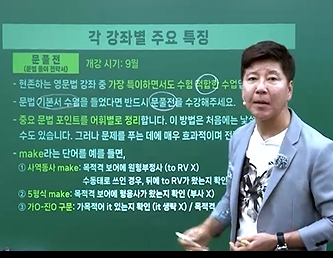 각 강좌별 주요 특징
문풀전
(문법 풀이 전략서)
개강 시기: 9월
- 현존하는 영문법 강좌 중 가장 특이하면서도 수험 적합한 수업
- 문법 기본서 수업을 들었다면 반드시 문풀전을 수강해주세요.
- 중요 문법 포인트를 어휘별로 정리합니다. 이 방법은 처음에는
수도 있습니다. 그러나 문제를 푸는 데에 매우 효과적이며
- make라는 단어를 예를 들면,
① 사역동사 make: 목적격 보어에 원형부정사 (to RV X)
수동태로 쓰인 경우, 뒤에 to RV가 왔는지 확인
② 5형식 make: 목적격 보어에 형용사가 왔는지 확인 (부사 X)
③ 가O-진O 구문: 가목적어 it 있는지 확인 (it 생략 X) / 목적격